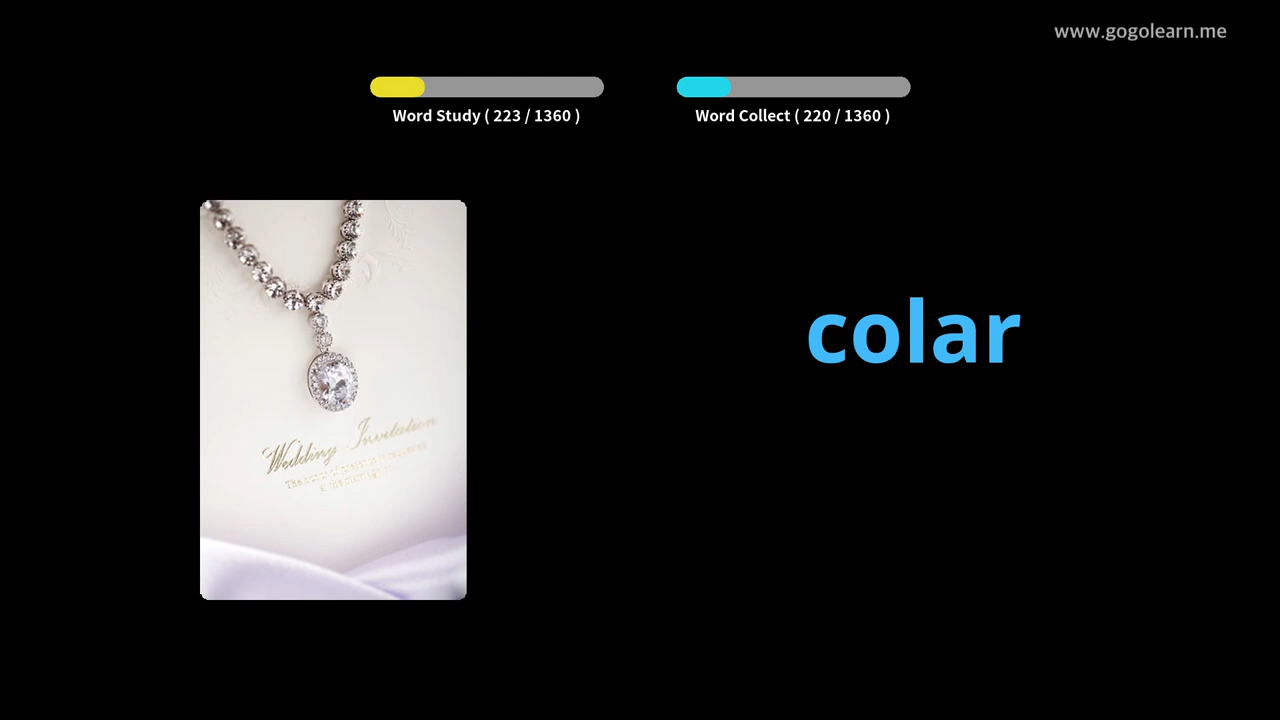 www.gogolearn.me
Word Study ( 223 / 1360 )
Word Collect ( 220 / 1360 )
colar
Wedding Invitation